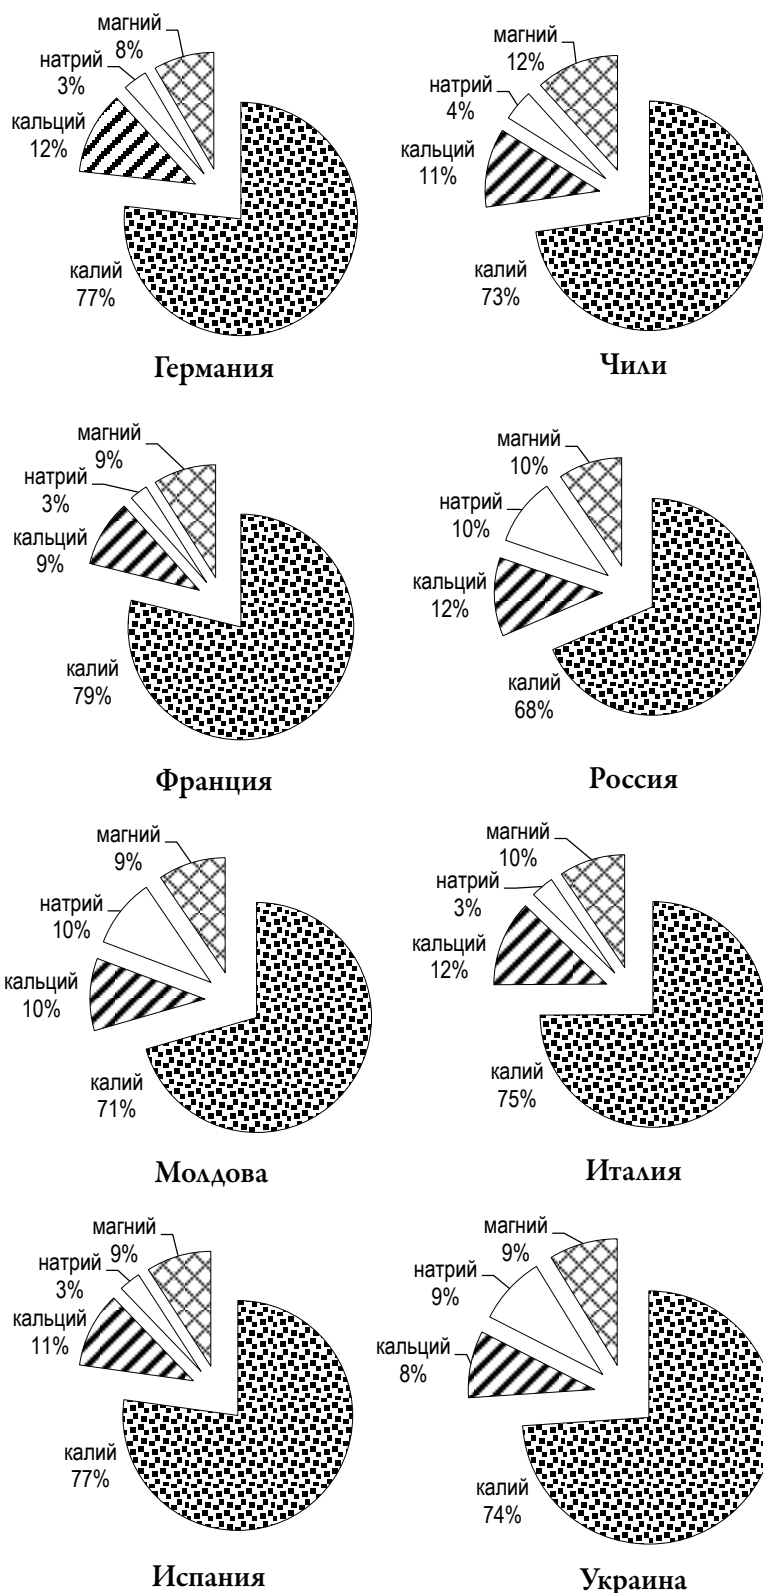 магний
8%
натрий
3%
кальций
12%
калий
77%
Германия
магний
12%
натрий
4%
кальций
11%
калий
73%
Чили
магний
9%
натрий
3%
кальций
9%
калий
79%
Франция
магний
10%
натрий
10%
кальций
12%
калий
68%
Россия
магний
9%
натрий
10%
кальций
10%
калий
71%
Молдова
магний
10%
натрий
3%
кальций
12%
калий
75%
Италия
магний
9%
натрий
3%
кальций
11%
калий
77%
Испания
магний
9%
натрий
9%
кальций
8%
калий
74%
Украина